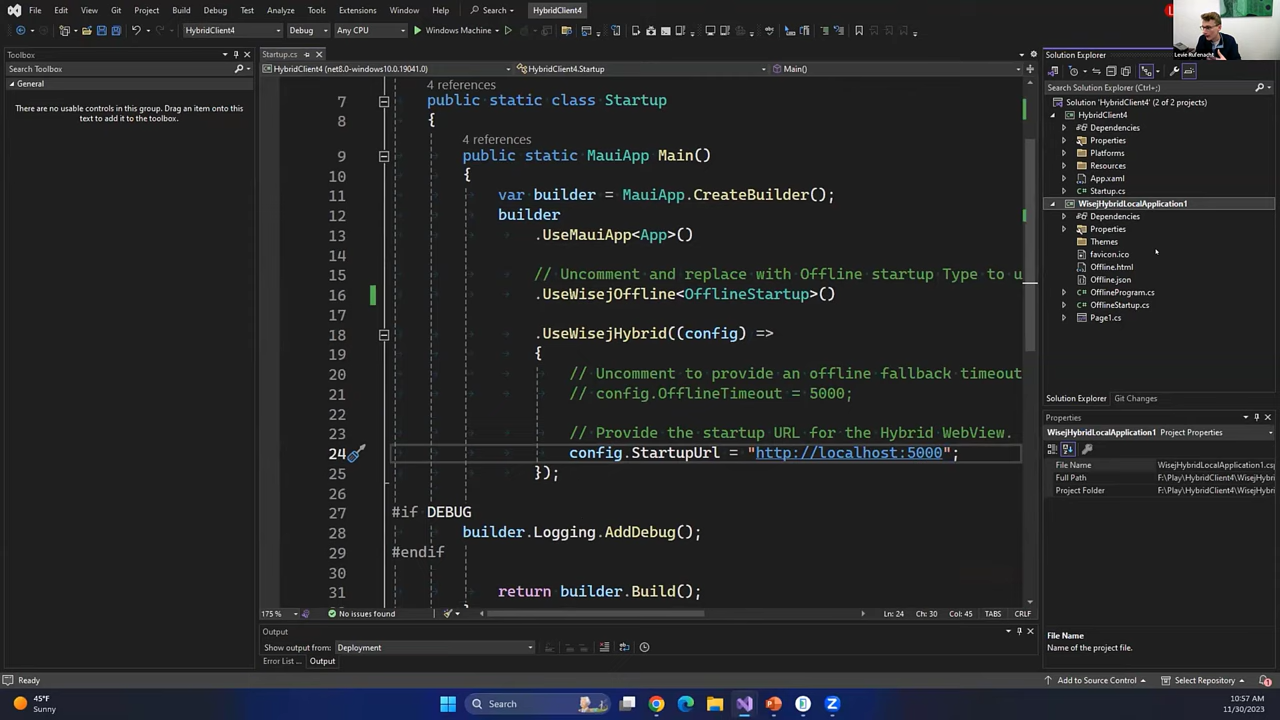 File Edit View Git Project Build Debug Test Analyze Tools Extensions Window Help Search HybridClient4
HybridClient4 Debug Any CPU Windows Machine
Levie Rufenacht
Toolbox
Search Toolbox
General
There are no usable controls in this group. Drag an item onto this
text to add it to the toolbox.
Startup.cs
HybridClient4 (net8.0-windows10.0.19041.0) HybridClient4.Startup Main()
4 references
7 public static class Startup
8 {
4 references
9 public static MauiApp Main()
10 {
11 var builder = MauiApp.CreateBuilder();
12 builder
13 .UseMauiApp<App>()
14
15 // Uncomment and replace with Offline startup Type to u
16 .UseWisejOffline<OfflineStartup>()
17
18 .UseWisejHybrid((config) =>
19 {
20 // Uncomment to provide an offline fallback timeout
21 // config.OfflineTimeout = 5000;
22
23 // Provide the startup URL for the Hybrid WebView.
24 config.StartupUrl = "http://localhost:5000";
25 });
26
27 #if DEBUG
28 builder.Logging.AddDebug();
29 #endif
30
31 return builder.Build();
175 % No issues found Ln: 24 Ch: 30 Col: 45 TABS CRLF
Output
Show output from: Deployment
Error List ... Output
Solution Explorer
Search Solution Explorer (Ctrl+;)
Solution 'HybridClient4' (2 of 2 projects)
HybridClient4
Dependencies
Properties
Platforms
Resources
App.xaml
Startup.cs
WisejHybridLocalApplication1
Dependencies
Properties
Themes
favicon.ico
Offline.html
Offline.json
OfflineProgram.cs
OfflineStartup.cs
Page1.cs
Solution Explorer Git Changes
Properties
WisejHybridLocalApplication1 Project Properties
File Name WisejHybridLocalApplication1.csp
Full Path F:\Play\HybridClient4\WisejHy
Project Folder F:\Play\HybridClient4\WisejHy
File Name
Name of the project file.
Ready Add to Source Control Select Repository 1
45°F
Sunny
Search
10:57 AM
11/30/2023